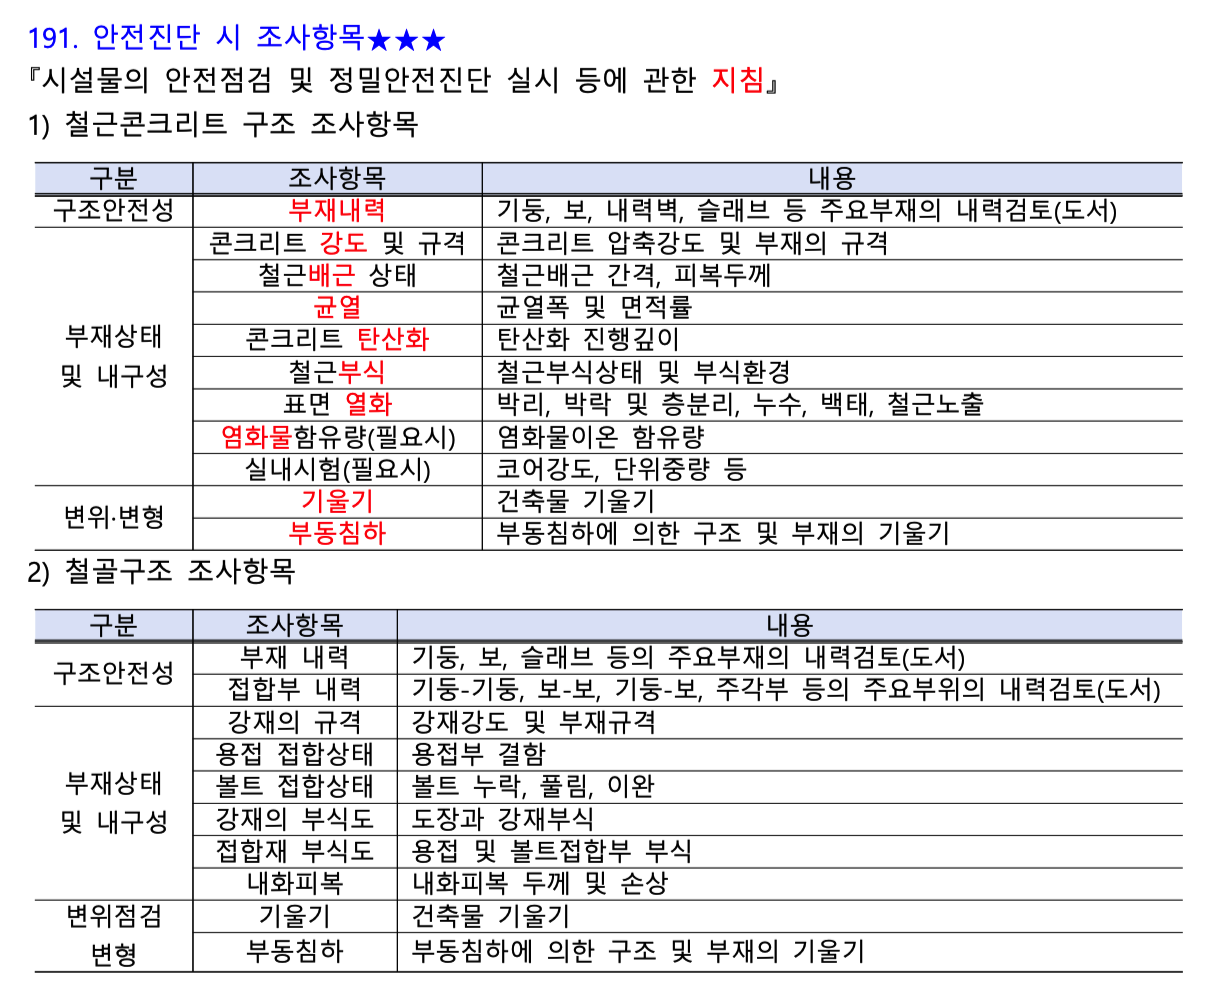 191. 안전진단 시 조사항목★★★
『시설물의 안전점검 및 정밀안전진단 실시 등에 관한 지침』
1) 철근콘크리트 구조 조사항목
구분 조사항목 내용
구조안전성 부재내력 기둥, 보, 내력벽, 슬래브 등 주요부재의 내력검토(도서)
부재상태 및 내구성 콘크리트 강도 및 규격 콘크리트 압축강도 및 부재의 규격
철근배근 상태 철근배근 간격, 피복두께
균열 균열폭 및 면적률
콘크리트 탄산화 탄산화 진행깊이
철근부식 철근부식상태 및 부식환경
표면 열화 박리, 박락 및 층분리, 누수, 백태, 철근노출
염화물함유량(필요시) 염화물이온 함유량
실내시험(필요시) 코어강도, 단위중량 등
변위·변형 기울기 건축물 기울기
부동침하 부동침하에 의한 구조 및 부재의 기울기
2) 철골구조 조사항목
구분 조사항목 내용
구조안전성 부재 내력 기둥, 보, 슬래브 등의 주요부재의 내력검토(도서)
접합부 내력 기둥-기둥, 보-보, 기둥-보, 주각부 등의 주요부위의 내력검토(도서)
부재상태 및 내구성 강재의 규격 강재강도 및 부재규격
용접 접합상태 용접부 결함
볼트 접합상태 볼트 누락, 풀림, 이완
강재의 부식도 도장과 강재부식
접합재 부식도 용접 및 볼트접합부 부식
내화피복 내화피복 두께 및 손상
변위점검 변형 기울기 건축물 기울기
부동침하 부동침하에 의한 구조 및 부재의 기울기